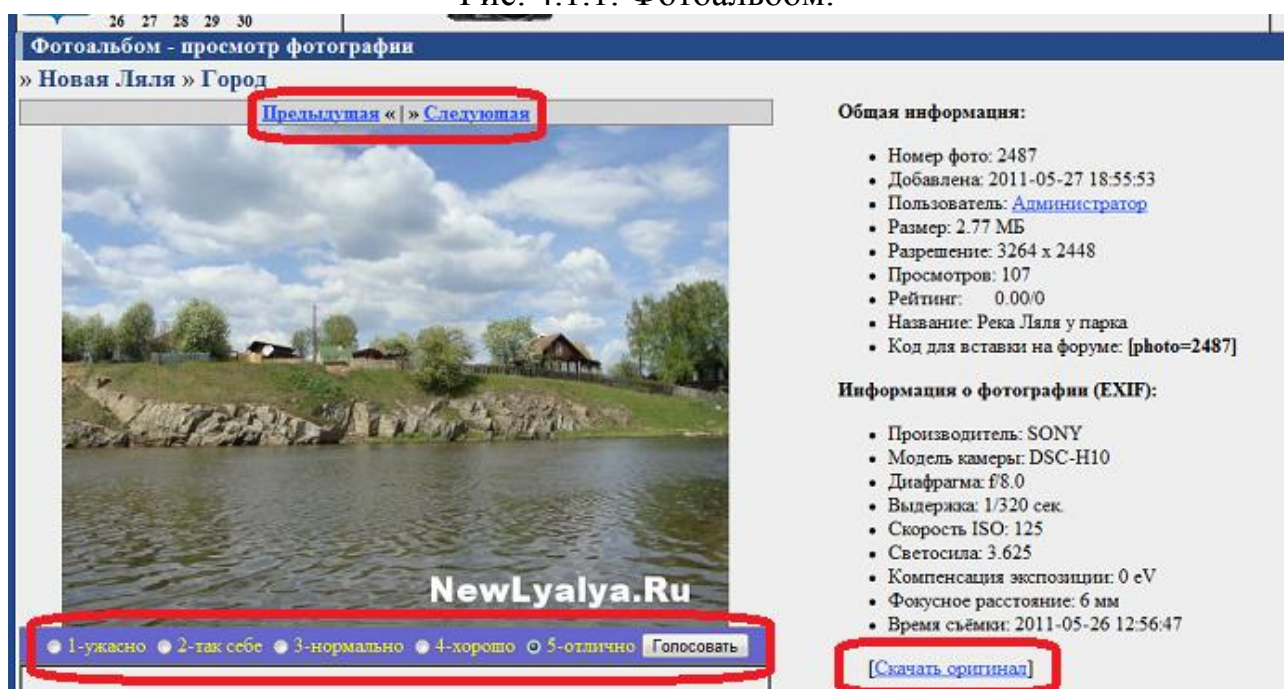 Рис. 4.1.1. Фотоальбом.
26 27 28 29 30
Фотоальбом - просмотр фотографии
» Новая Ляля » Город
Предыдущая « | » Следующая
NewLyalya.Ru
1-ужасно 2-так себе 3-нормально 4-хорошо 5-отлично Голосовать
Общая информация:
• Номер фото: 2487
• Добавлена: 2011-05-27 18:55:53
• Пользователь: Администратор
• Размер: 2.77 МБ
• Разрешение: 3264 x 2448
• Просмотров: 107
• Рейтинг: 0.00/0
• Название: Река Ляля у парка
• Код для вставки на форуме: [photo=2487]
Информация о фотографии (EXIF):
• Производитель: SONY
• Модель камеры: DSC-H10
• Диафрагма: f/8.0
• Выдержка: 1/320 сек.
• Скорость ISO: 125
• Светосила: 3.625
• Компенсация экспозиции: 0 eV
• Фокусное расстояние: 6 мм
• Время съёмки: 2011-05-26 12:56:47
[Скачать оригинал]